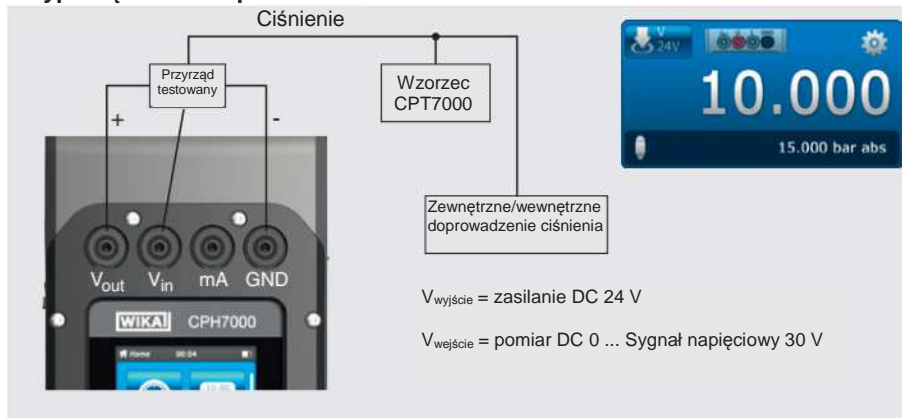 Ciśnienie
Przyrząd
testowany
+
-
Wzorzec
CPT7000
Zewnętrzne/wewnętrzne
doprowadzenie ciśnienia
V
24V
10.000
15.000 bar abs
Vout Vin mA GND
WIKA CPH7000
Home
Vwyjście = zasilanie DC 24 V
Vwejście = pomiar DC 0 ... Sygnał napięciowy 30 V